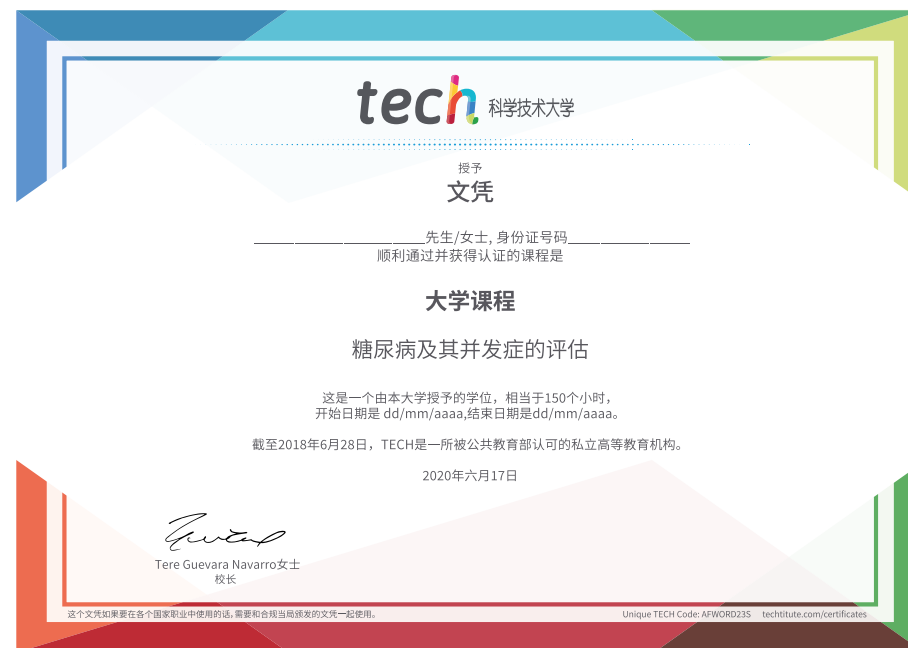 tech 科学技术大学
授予
文凭
先生/女士, 身份证号码
顺利通过并获得认证的课程是
大学课程
糖尿病及其并发症的评估
这是一个由本大学授予的学位，相当于150个小时，
开始日期是 dd/mm/aaaa,结束日期是dd/mm/aaaa。
截至2018年6月28日，TECH是一所被公共教育部认可的私立高等教育机构。
2020年六月17日
Tere Guevara Navarro女士
校长
这个文凭如果要在各个国家职业中使用的话,需要和合规当局颁发的文凭一起使用。
Unique TECH Code: AFWORD23S techtitute.com/certificates